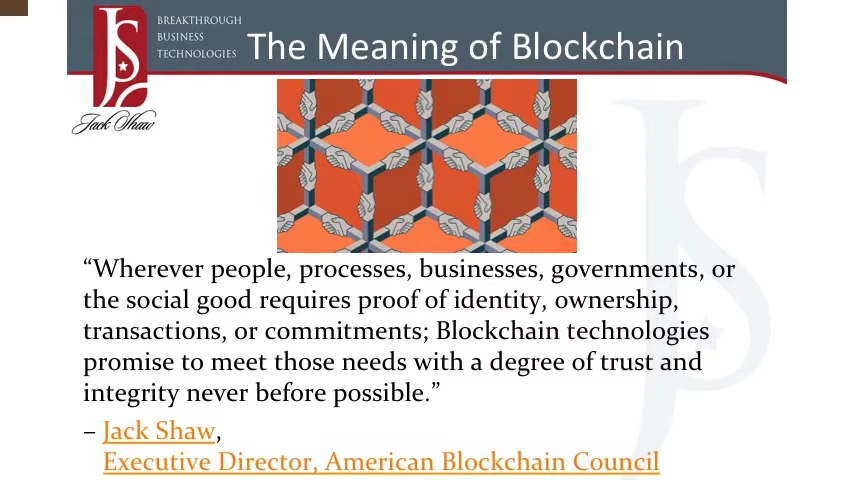 BREAKTHROUGH
BUSINESS
TECHNOLOGIES
The Meaning of Blockchain
Jack Shaw
“Wherever people, processes, businesses, governments, or
the social good requires proof of identity, ownership,
transactions, or commitments; Blockchain technologies
promise to meet those needs with a degree of trust and
integrity never before possible.”
– Jack Shaw,
Executive Director, American Blockchain Council